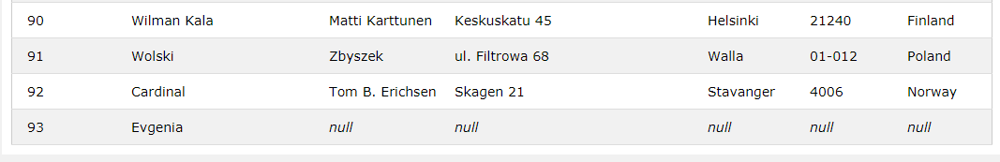 90 Wilman Kala Matti Karttunen Keskuskatu 45 Helsinki 21240 Finland
91 Wolski Zbyszek ul. Filtrowa 68 Walla 01-012 Poland
92 Cardinal Tom B. Erichsen Skagen 21 Stavanger 4006 Norway
93 Evgenia null null null null null